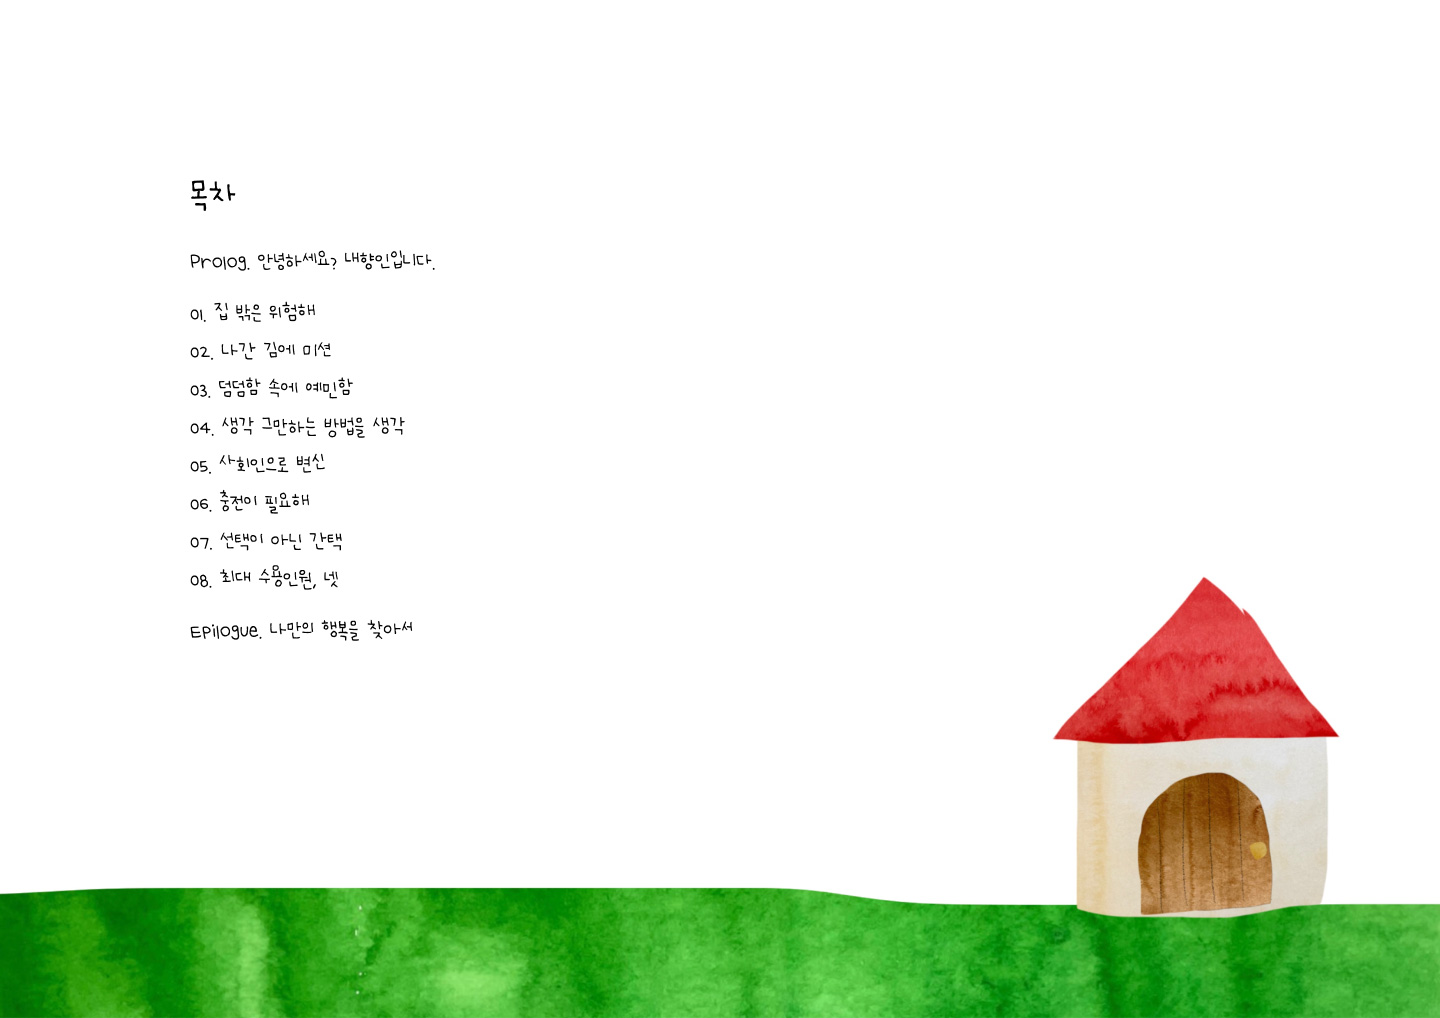 목차
Prolog. 안녕하세요? 내향인입니다.
01. 집 밖은 위험해
02. 나간 김에 미션
03. 덤덤함 속에 예민함
04. 생각 그만하는 방법을 생각
05. 사회인으로 변신
06. 충전이 필요해
07. 선택이 아닌 간택
08. 최대 수용인원, 넷
Epilogue. 나만의 행복을 찾아서